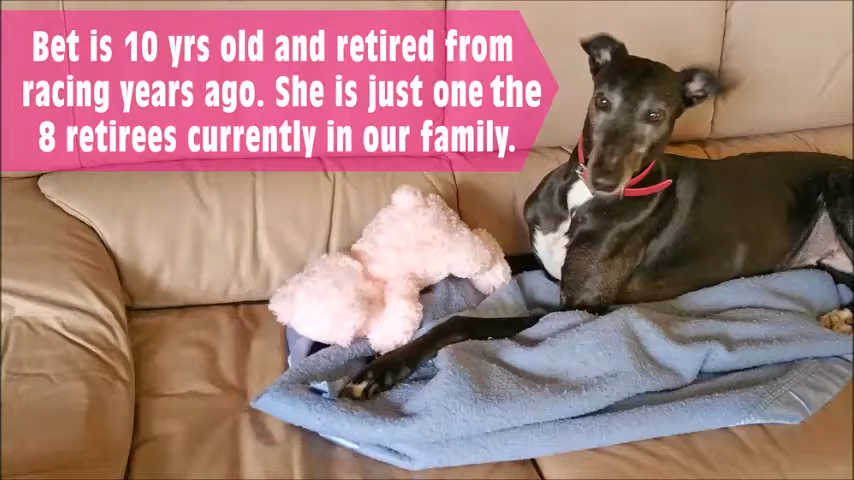 Bet is 10 yrs old and retired from
racing years ago. She is just one the
8 retirees currently in our family.